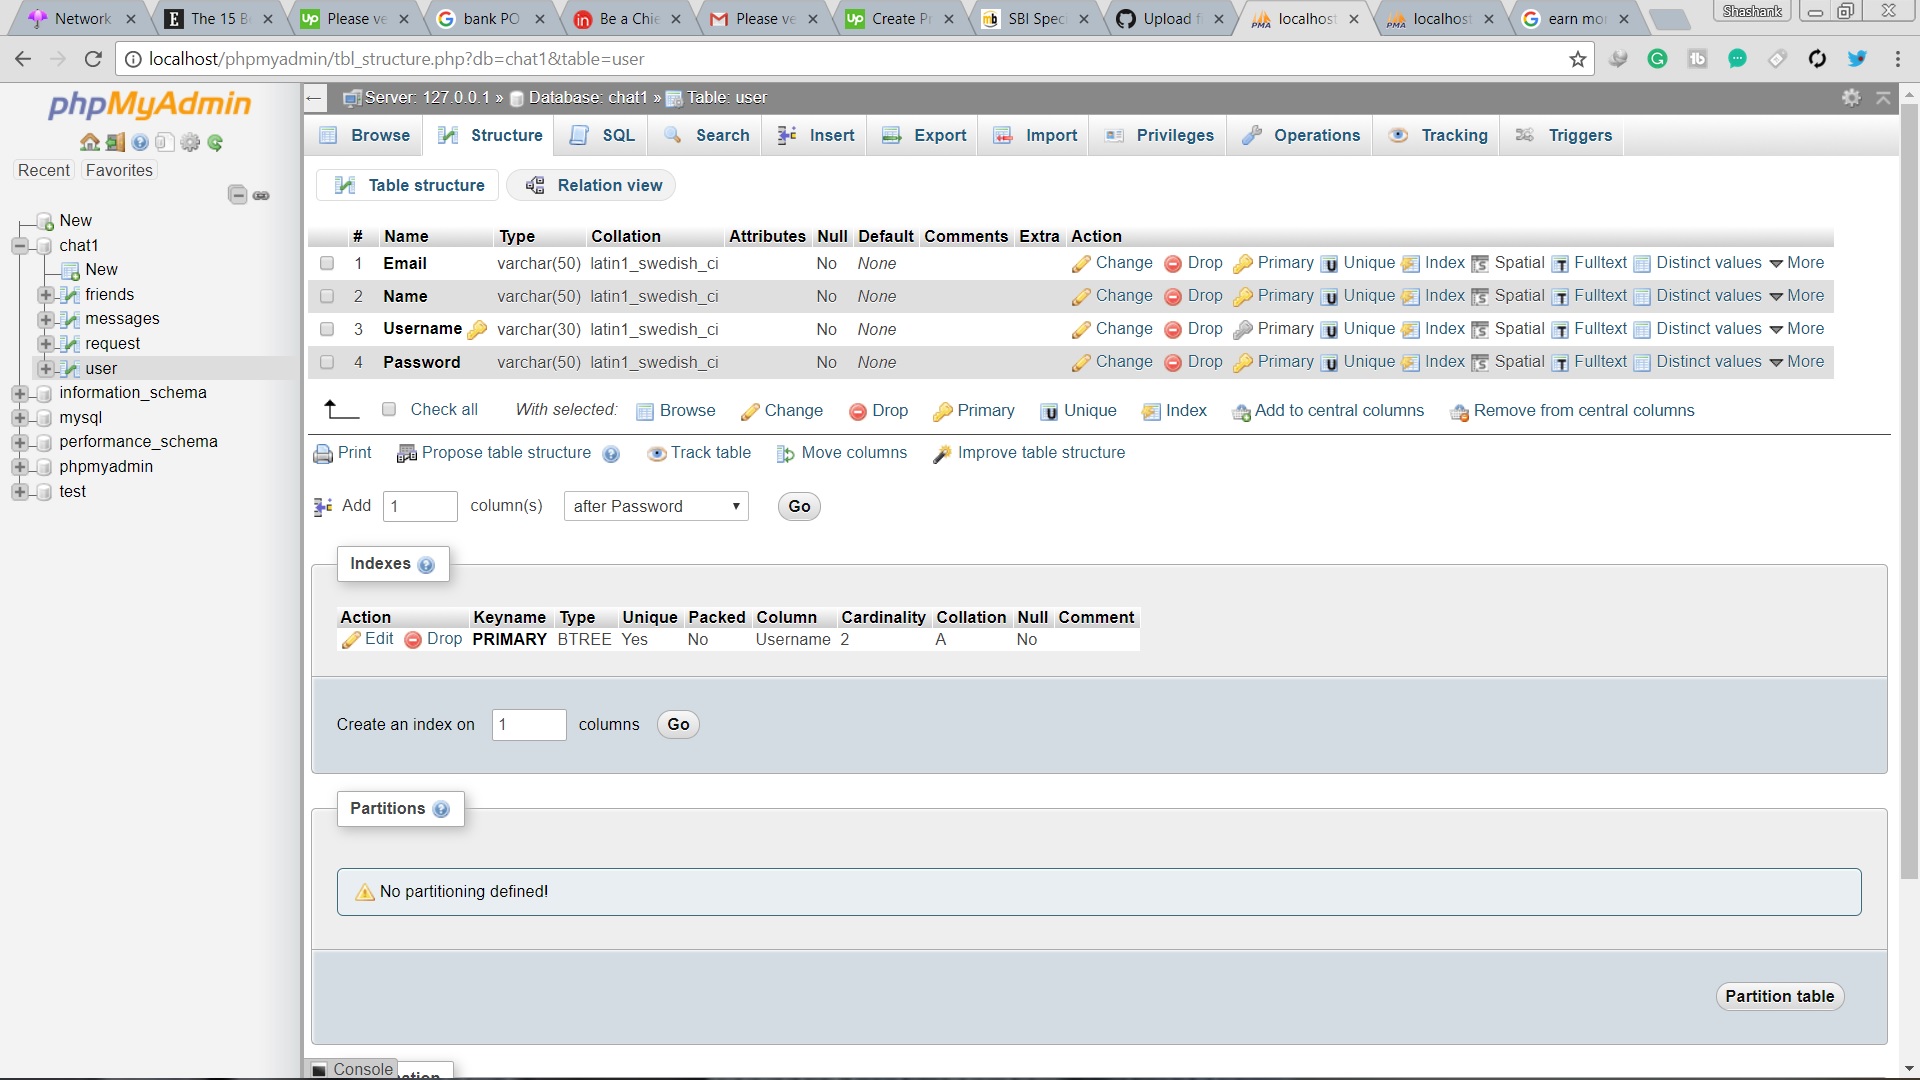 Network
The 15 B
Please ve
bank PO
Be a Chie
Please ve
Create Pr
SBI Speci
Upload f
localhost
localhost
earn mo
Shashank
localhost/phpmyadmin/tbl_structure.php?db=chat1&table=user
phpMyAdmin
Recent Favorites
New
chat1
New
friends
messages
request
user
information_schema
mysql
performance_schema
phpmyadmin
test
Server: 127.0.0.1 » Database: chat1 » Table: user
Browse Structure SQL Search Insert Export Import Privileges Operations Tracking Triggers
Table structure Relation view
# Name Type Collation Attributes Null Default Comments Extra Action
1 Email varchar(50) latin1_swedish_ci No None Change Drop Primary Unique Index Spatial Fulltext Distinct values More
2 Name varchar(50) latin1_swedish_ci No None Change Drop Primary Unique Index Spatial Fulltext Distinct values More
3 Username varchar(30) latin1_swedish_ci No None Change Drop Primary Unique Index Spatial Fulltext Distinct values More
4 Password varchar(50) latin1_swedish_ci No None Change Drop Primary Unique Index Spatial Fulltext Distinct values More
Check all With selected: Browse Change Drop Primary Unique Index Add to central columns Remove from central columns
Print Propose table structure Track table Move columns Improve table structure
Add 1 column(s) after Password Go
Indexes
Action Keyname Type Unique Packed Column Cardinality Collation Null Comment
Edit Drop PRIMARY BTREE Yes No Username 2 A No
Create an index on 1 columns Go
Partitions
No partitioning defined!
Partition table
Console